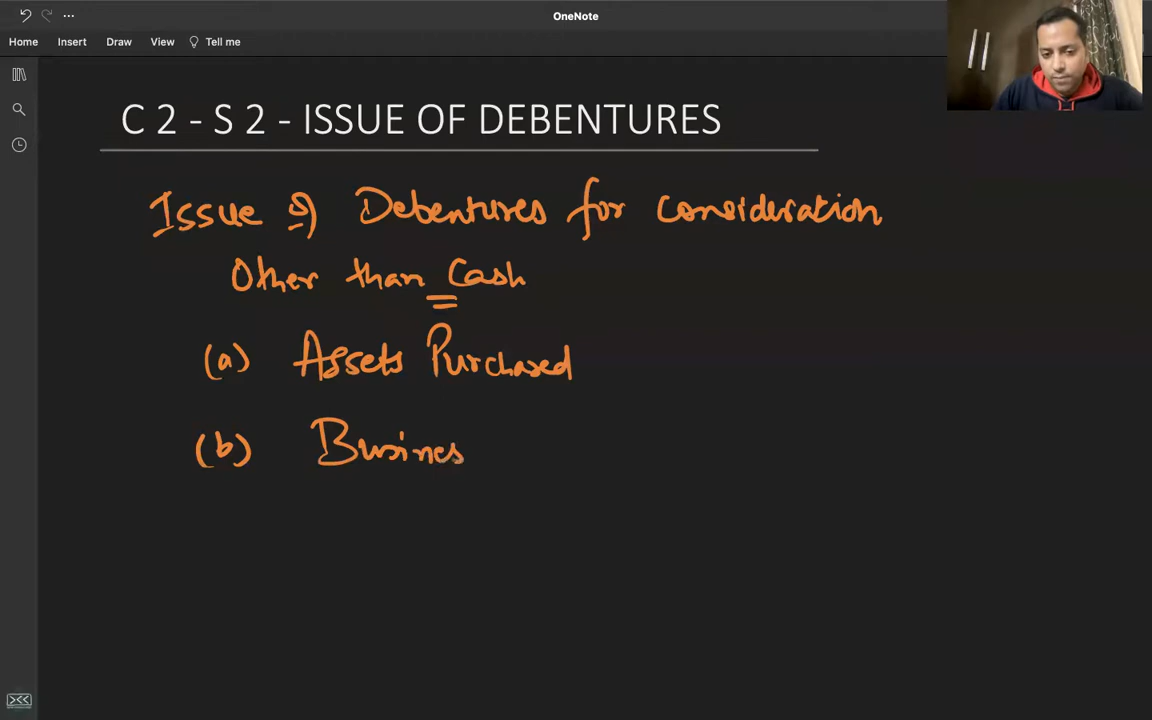 OneNote
Home Insert Draw View Tell me
C 2 - S 2 - ISSUE OF DEBENTURES
Issue of Debentures for consideration
Other than Cash
(a) Assets Purchased
(b) Busines